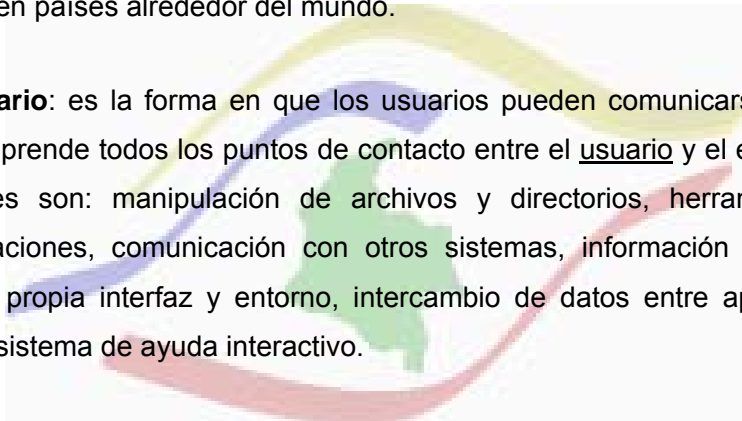 en países alrededor del mundo.
ario: es la forma en que los usuarios pueden comunicars
prende todos los puntos de contacto entre el usuario y el e
es son: manipulación de archivos y directorios, herrar
aciones, comunicación con otros sistemas, información
propia interfaz y entorno, intercambio de datos entre ap
sistema de ayuda interactivo.